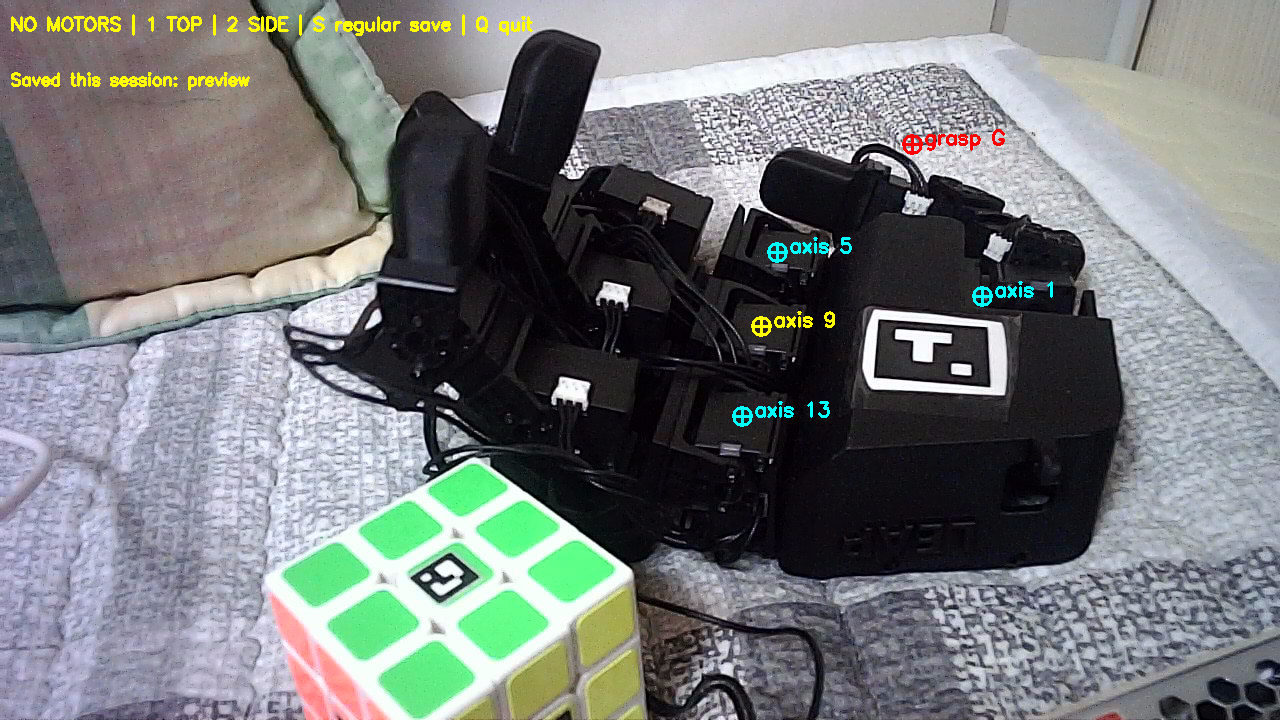 NO MOTORS | 1 TOP | 2 SIDE | S regular save | Q quit
Saved this session: preview
grasp G
axis 5
axis 1
axis 9
axis 13
LEAP